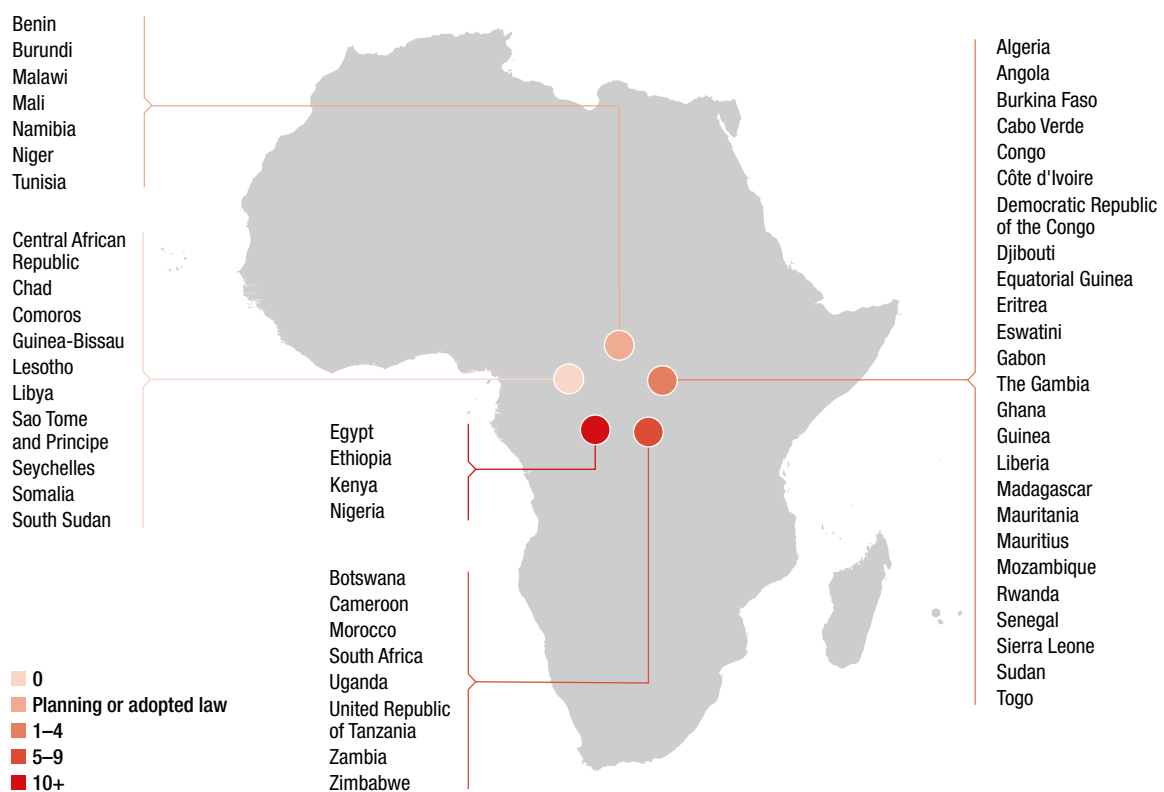 Benin
Burundi
Malawi
Mali
Namibia
Niger
Tunisia
Central African
Republic
Chad
Comoros
Guinea-Bissau
Lesotho
Libya
Sao Tome
and Principe
Seychelles
Somalia
South Sudan
Egypt
Ethiopia
Kenya
Nigeria
Botswana
Cameroon
Morocco
South Africa
Uganda
United Republic
of Tanzania
Zambia
Zimbabwe
Algeria
Angola
Burkina Faso
Cabo Verde
Congo
Côte d'Ivoire
Democratic Republic
of the Congo
Djibouti
Equatorial Guinea
Eritrea
Eswatini
Gabon
The Gambia
Ghana
Guinea
Liberia
Madagascar
Mauritania
Mauritius
Mozambique
Rwanda
Senegal
Sierra Leone
Sudan
Togo
0
Planning or adopted law
1–4
5–9
10+